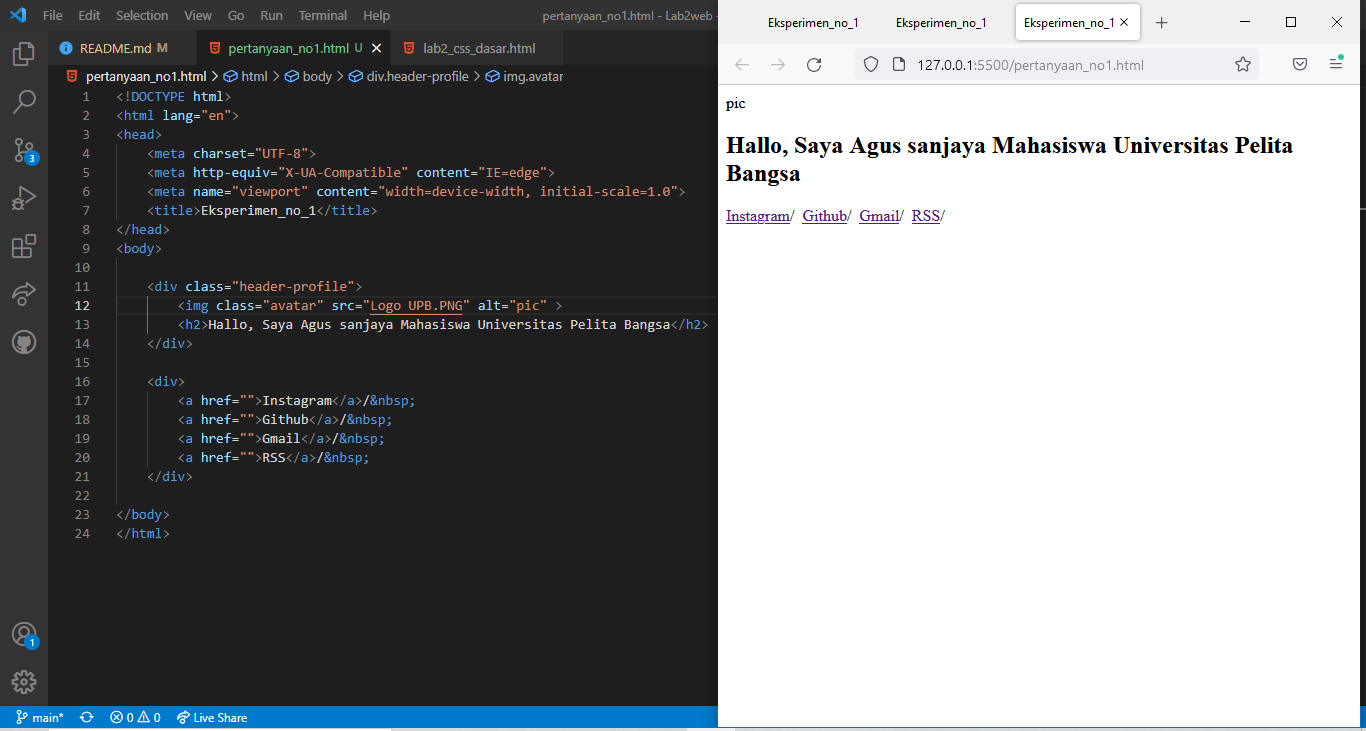 File Edit Selection View Go Run Terminal Help pertanyaan_no1.html - Lab2web -
README.md M pertanyaan_no1.html U lab2_css_dasar.html
pertanyaan_no1.html > html > body > div.header-profile > img.avatar
1 <!DOCTYPE html>
2 <html lang="en">
3 <head>
4 <meta charset="UTF-8">
5 <meta http-equiv="X-UA-Compatible" content="IE=edge">
6 <meta name="viewport" content="width=device-width, initial-scale=1.0">
7 <title>Eksperimen_no_1</title>
8 </head>
9 <body>
10
11 <div class="header-profile">
12 <img class="avatar" src="Logo UPB.PNG" alt="pic" >
13 <h2>Hallo, Saya Agus sanjaya Mahasiswa Universitas Pelita Bangsa</h2>
14 </div>
15
16 <div>
17 <a href="">Instagram</a>/&nbsp;
18 <a href="">Github</a>/&nbsp;
19 <a href="">Gmail</a>/&nbsp;
20 <a href="">RSS</a>/&nbsp;
21 </div>
22
23 </body>
24 </html>
3
1
main* 0 0 Live Share
Eksperimen_no_1 Eksperimen_no_1 Eksperimen_no_1
127.0.0.1:5500/pertanyaan_no1.html
pic
Hallo, Saya Agus sanjaya Mahasiswa Universitas Pelita
Bangsa
Instagram/ Github/ Gmail/ RSS/